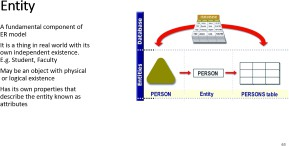 Entity
A fundamental component of
ER model
It is a thing in real world with its
own independent existence.
E.g. Student, Faculty
May be an object with physical
or logical existence
Has its own properties that
describe the entity known as
attributes
Database
Entities
PERSON
PERSON
Entity
PERSONS table